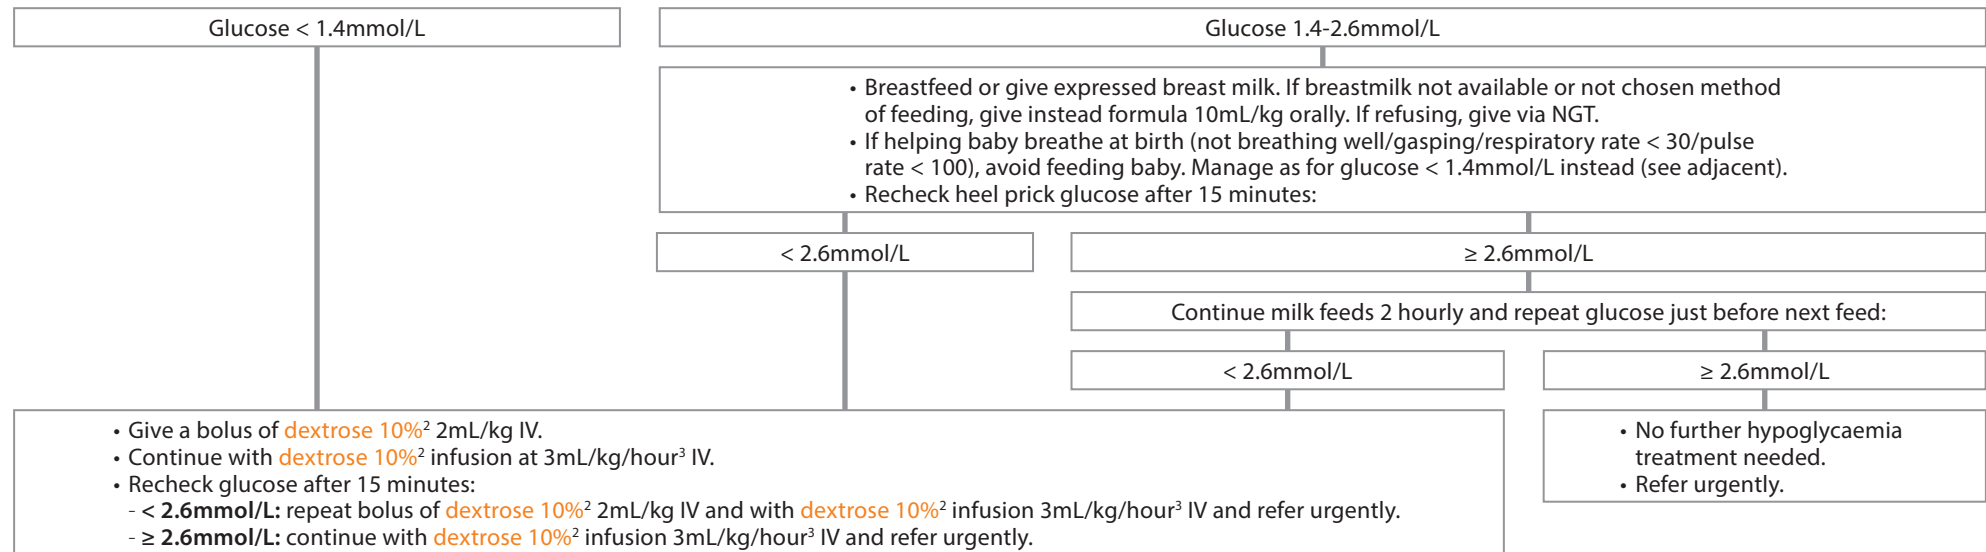 Glucose < 1.4mmol/L
Glucose 1.4-2.6mmol/L
• Breastfeed or give expressed breast milk. If breastmilk not available or not chosen method
of feeding, give instead formula 10mL/kg orally. If refusing, give via NGT.
• If helping baby breathe at birth (not breathing well/gasping/respiratory rate < 30/pulse
rate < 100), avoid feeding baby. Manage as for glucose < 1.4mmol/L instead (see adjacent).
• Recheck heel prick glucose after 15 minutes:
< 2.6mmol/L
≥ 2.6mmol/L
Continue milk feeds 2 hourly and repeat glucose just before next feed:
< 2.6mmol/L
≥ 2.6mmol/L
• Give a bolus of dextrose 10%² 2mL/kg IV.
• Continue with dextrose 10%² infusion at 3mL/kg/hour³ IV.
• Recheck glucose after 15 minutes:
- < 2.6mmol/L: repeat bolus of dextrose 10%² 2mL/kg IV and with dextrose 10%² infusion 3mL/kg/hour³ IV and refer urgently.
- ≥ 2.6mmol/L: continue with dextrose 10%² infusion 3mL/kg/hour³ IV and refer urgently.
• No further hypoglycaemia
treatment needed.
• Refer urgently.